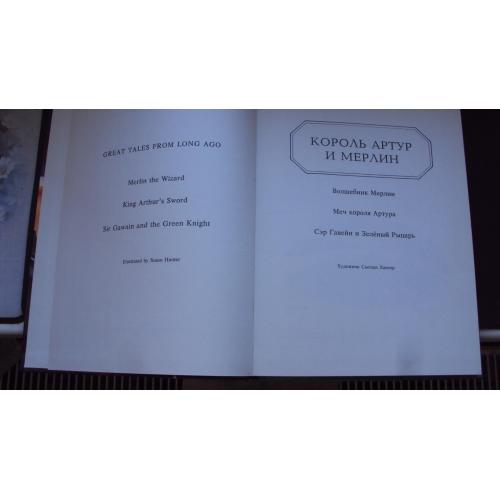 GREAT TALES FROM LONG AGO
Merlin the Wizard
King Arthur's Sword
Sir Gawain and the Green Knight
Illustrated by Susan Hunter
КОРОЛЬ АРТУР
И МЕРЛИН
Волшебник Мерлин
Меч короля Артура
Сэр Гавейн и Зелёный Рыцарь
Художник Сьюзан Хантер